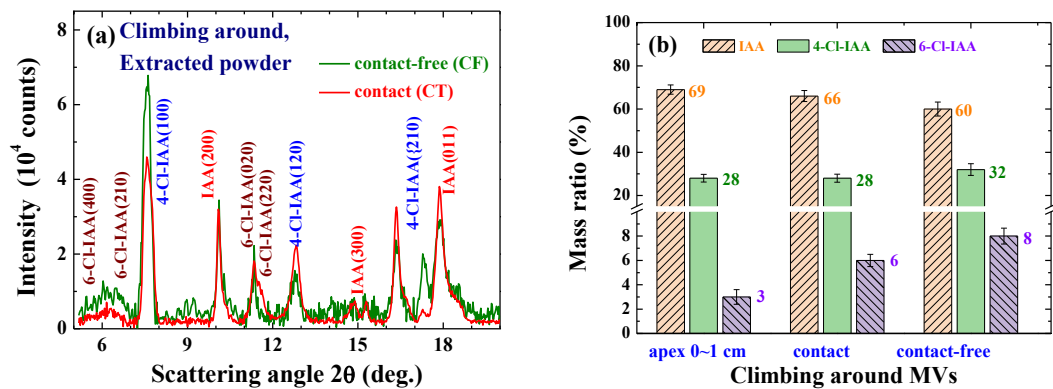 (a)
Climbing around,
Extracted powder
contact-free (CF)
contact (CT)
6-Cl-IAA(400)
6-Cl-IAA(210)
4-Cl-IAA(100)
IAA(200)
6-Cl-IAA(020)
6-Cl-IAA(220)
4-Cl-IAA(120)
IAA(300)
4-Cl-IAA({210)
IAA(011)
Intensity (10⁴ counts)
8
6
4
2
0
6 9 12 15 18
Scattering angle 2θ (deg.)
(b)
IAA 4-Cl-IAA 6-Cl-IAA
Mass ratio (%)
100
80
60
40
20
8
6
4
2
0
69 28 3
66 28 6
60 32 8
apex 0~1 cm contact contact-free
Climbing around MVs